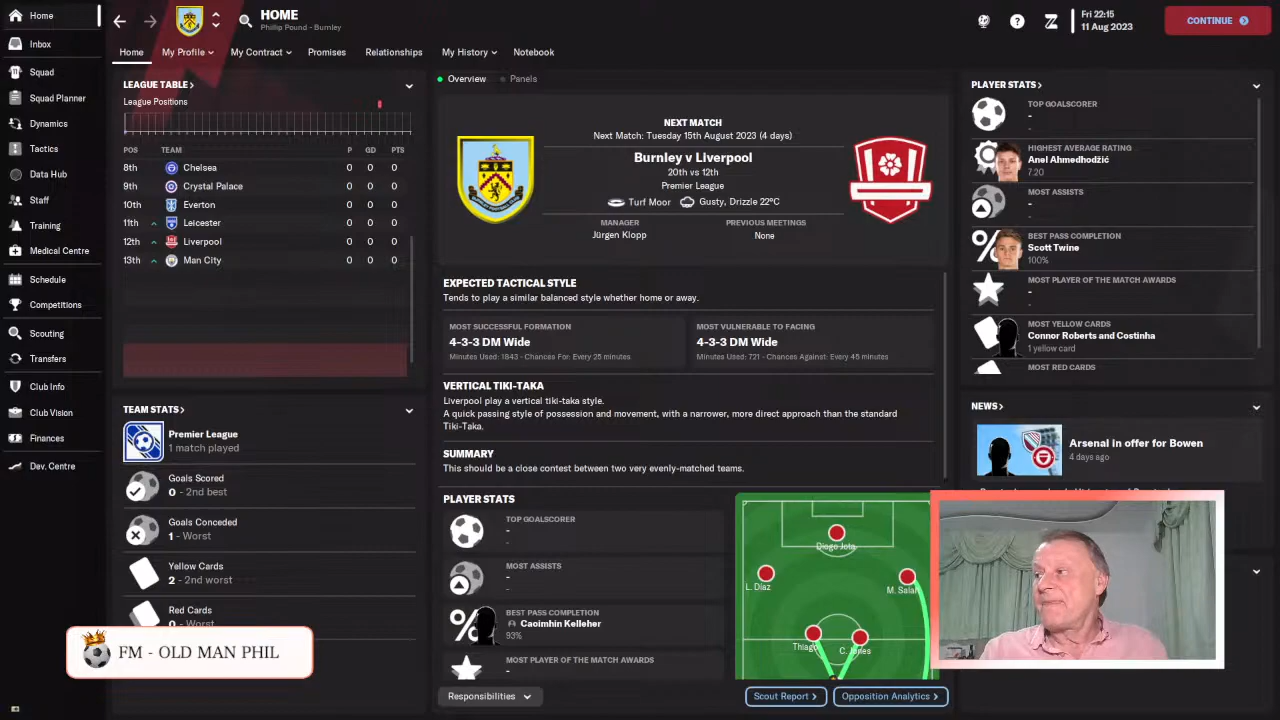 Home
Inbox
Squad
Squad Planner
Dynamics
Tactics
Data Hub
Staff
Training
Medical Centre
Schedule
Competitions
Scouting
Transfers
Club Info
Club Vision
Finances
Dev. Centre
HOME
Phillip Pound - Burnley
Fri 22:15
11 Aug 2023
CONTINUE
Home
My Profile
My Contract
Promises
Relationships
My History
Notebook
LEAGUE TABLE
League Positions
POS TEAM P GD PTS
8th Chelsea 0 0 0
9th Crystal Palace 0 0 0
10th Everton 0 0 0
11th Leicester 0 0 0
12th Liverpool 0 0 0
13th Man City 0 0 0
TEAM STATS
Premier League
1 match played
Goals Scored
0 - 2nd best
Goals Conceded
1 - Worst
Yellow Cards
2 - 2nd worst
Red Cards
0 - Worst
FM - OLD MAN PHIL
Overview
Panels
NEXT MATCH
Next Match: Tuesday 15th August 2023 (4 days)
Burnley v Liverpool
20th vs 12th
Premier League
Turf Moor Gusty, Drizzle 22°C
MANAGER
Jürgen Klopp
PREVIOUS MEETINGS
None
EXPECTED TACTICAL STYLE
Tends to play a similar balanced style whether home or away.
MOST SUCCESSFUL FORMATION
4-3-3 DM Wide
Minutes Used: 1843 - Chances For: Every 25 minutes
MOST VULNERABLE TO FACING
4-3-3 DM Wide
Minutes Used: 721 - Chances Against: Every 45 minutes
VERTICAL TIKI-TAKA
Liverpool play a vertical tiki-taka style.
A quick passing style of possession and movement, with a narrower, more direct approach than the standard
Tiki-Taka.
SUMMARY
This should be a close contest between two very evenly-matched teams.
PLAYER STATS
TOP GOALSCORER
-
-
MOST ASSISTS
-
-
BEST PASS COMPLETION
Caoimhin Kelleher
93%
MOST PLAYER OF THE MATCH AWARDS
Diogo Jota
L. Díaz
M. Salah
Thiago
C. Jones
Responsibilities
Scout Report
Opposition Analytics
PLAYER STATS
TOP GOALSCORER
-
-
HIGHEST AVERAGE RATING
Anel Ahmedhodžić
7.20
MOST ASSISTS
-
-
BEST PASS COMPLETION
Scott Twine
100%
MOST PLAYER OF THE MATCH AWARDS
-
-
MOST YELLOW CARDS
Connor Roberts and Costinha
1 yellow card
MOST RED CARDS
NEWS
Arsenal in offer for Bowen
4 days ago